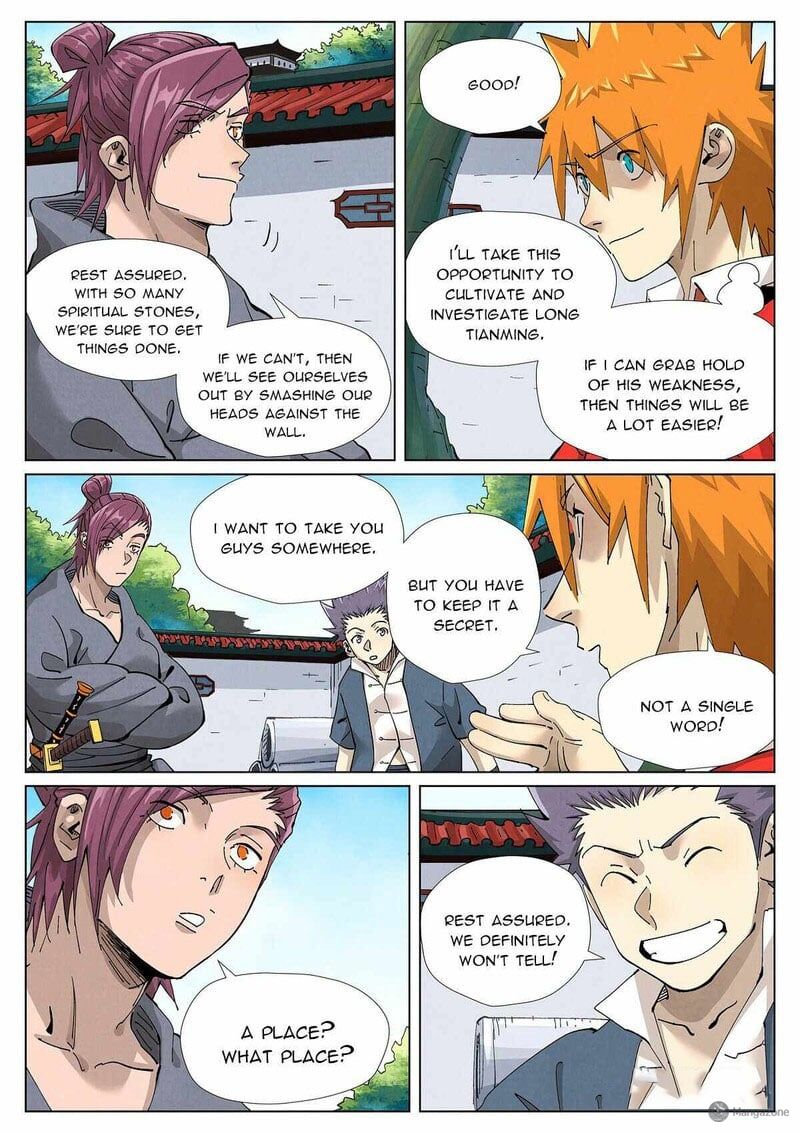 REST ASSURED.
WITH SO MANY
SPIRITUAL STONES,
WE'RE SURE TO GET
THINGS DONE.
IF WE CAN'T, THEN
WE'LL SEE OURSELVES
OUT BY SMASHING OUR
HEADS AGAINST THE
WALL.
GOOD!
I'LL TAKE THIS
OPPORTUNITY TO
CULTIVATE AND
INVESTIGATE LONG
TIANMING.
IF I CAN GRAB HOLD
OF HIS WEAKNESS,
THEN THINGS WILL BE
A LOT EASIER!
I WANT TO TAKE YOU
GUYS SOMEWHERE.
BUT YOU HAVE
TO KEEP IT A
SECRET.
NOT A SINGLE
WORD!
A PLACE?
WHAT PLACE?
REST ASSURED.
WE DEFINITELY
WON'T TELL!
Mangazone